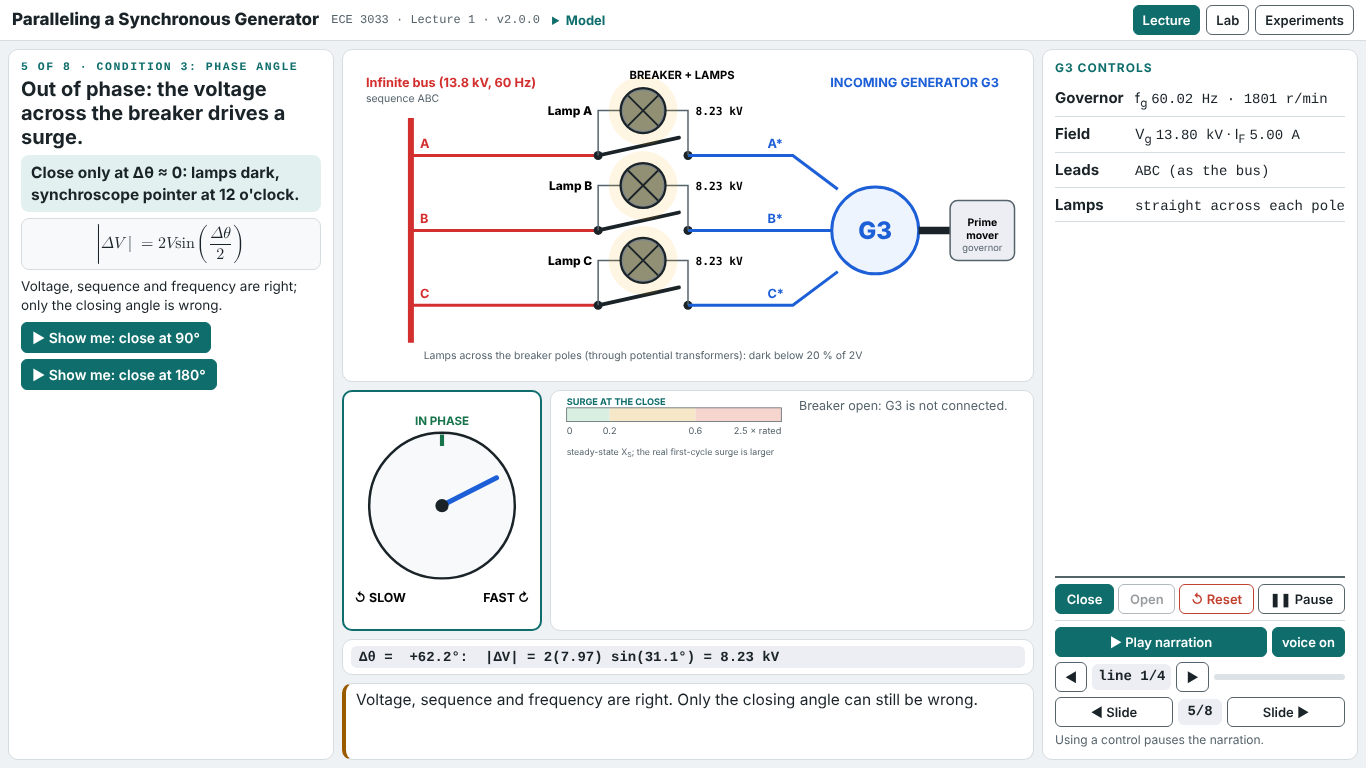 Paralleling a Synchronous Generator
ECE 3033 · Lecture 1 · v2.0.0
▶ Model
Lecture
Lab
Experiments
5 OF 8 · CONDITION 3: PHASE ANGLE
Out of phase: the voltage
across the breaker drives a
surge.
Close only at Δθ ≈ 0: lamps dark,
synchroscope pointer at 12 o'clock.
|ΔV| = 2V sin(Δθ/2)
Voltage, sequence and frequency are right;
only the closing angle is wrong.
▶ Show me: close at 90°
▶ Show me: close at 180°
Infinite bus (13.8 kV, 60 Hz)
sequence ABC
BREAKER + LAMPS
INCOMING GENERATOR G3
Lamp A
8.23 kV
A
A*
Lamp B
8.23 kV
B
B*
G3
Prime
mover
governor
Lamp C
8.23 kV
C
C*
Lamps across the breaker poles (through potential transformers): dark below 20 % of 2V
IN PHASE
↺ SLOW
FAST ↻
SURGE AT THE CLOSE
0
0.2
0.6
2.5 × rated
steady-state XS; the real first-cycle surge is larger
Breaker open: G3 is not connected.
Δθ = +62.2°: |ΔV| = 2(7.97) sin(31.1°) = 8.23 kV
Voltage, sequence and frequency are right. Only the closing angle can still be wrong.
G3 CONTROLS
Governor fg 60.02 Hz · 1801 r/min
Field Vg 13.80 kV · IF 5.00 A
Leads ABC (as the bus)
Lamps straight across each pole
Close
Open
↺ Reset
❚❚ Pause
▶ Play narration
voice on
◀
line 1/4
▶
◀ Slide
5/8
Slide ▶
Using a control pauses the narration.